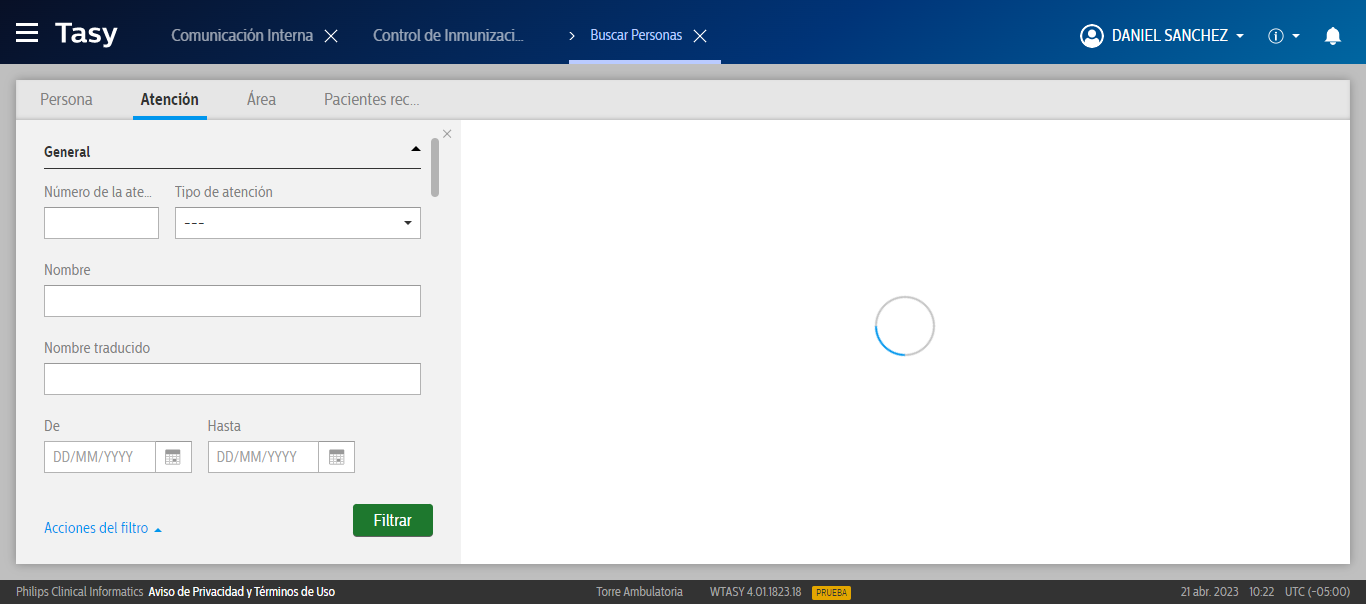 Tasy
Comunicación Interna
Control de Inmunizaci...
Buscar Personas
DANIEL SANCHEZ
Persona
Atención
Área
Pacientes rec...
General
Número de la ate...
Tipo de atención
---
Nombre
Nombre traducido
De
Hasta
DD/MM/YYYY
DD/MM/YYYY
Acciones del filtro
Filtrar
Philips Clinical Informatics Aviso de Privacidad y Términos de Uso
Torre Ambulatoria
WTASY 4.01.1823.18
PRUEBA
21 abr. 2023
10:22
UTC (-05:00)